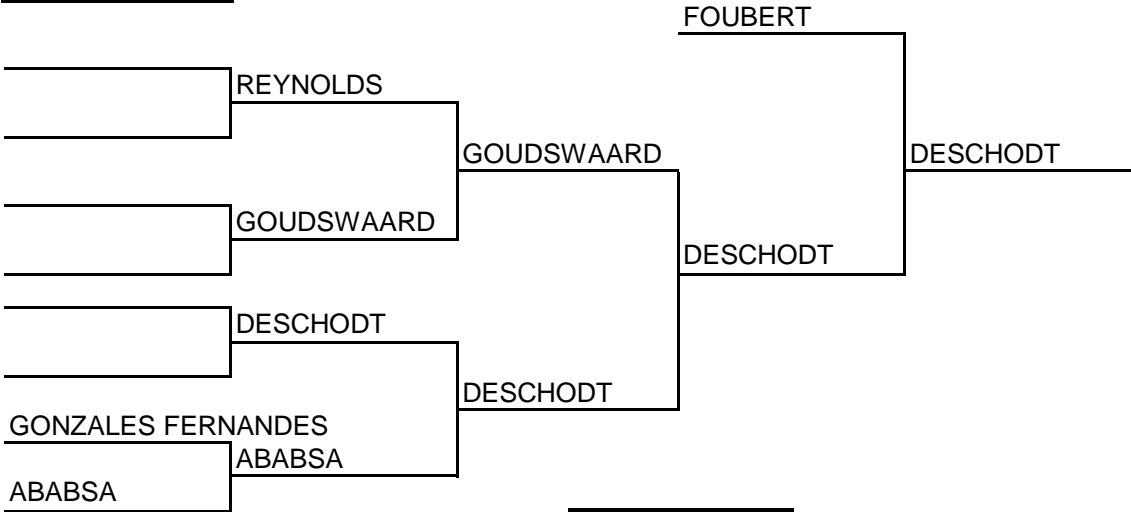 FOUBERT
REYNOLDS
GOUDSWAARD
DESCHODT
GOUDSWAARD
DESCHODT
DESCHODT
DESCHODT
GONZALES FERNANDES
ABABSA
ABABSA